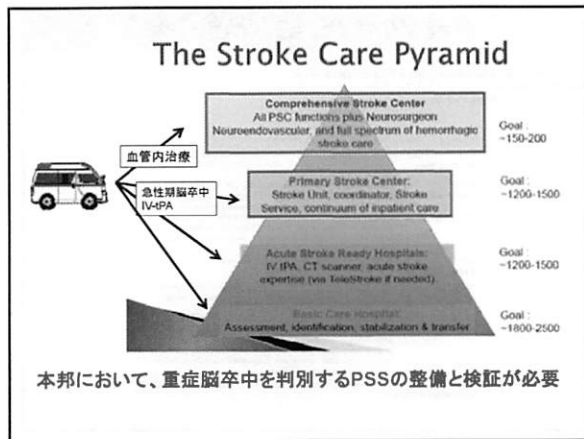 The Stroke Care Pyramid
Comprehensive Stroke Center
All PSC functions plus Neurosurgeon
Neuroendovascular, and full spectrum of hemorrhagic
stroke care
Goal :
~150-200
血管内治療
急性期脳卒中
IV-tPA
Primary Stroke Center:
Stroke Unit, coordinator, Stroke
Service, continuum of inpatient care
Goal :
~1200-1500
Acute Stroke Ready Hospitals:
IV tPA, CT scanner, acute stroke
expertise (via TeleStroke if needed)
Goal :
~1200-1500
Basic Care Hospital:
Assessment, identification, stabilization & transfer
Goal :
~1800-2500
本邦において、重症脳卒中を判別するPSSの整備と検証が必要